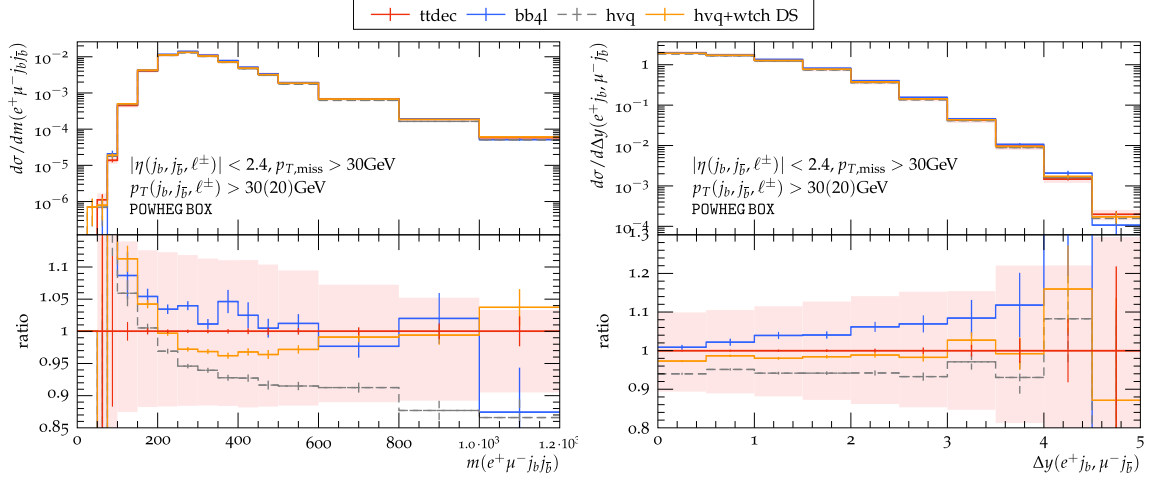 ttdec bb4l hvq hvq+wtch DS
dσ/dm(e⁺μ⁻j_b j_b̄)
10⁻²
10⁻³
10⁻⁴
10⁻⁵
10⁻⁶
|η(j_b, j_b̄, ℓ^±)| < 2.4, p_T,miss > 30GeV
p_T(j_b, j_b̄, ℓ^±) > 30(20)GeV
POWHEG BOX
ratio
1.1
1.05
1
0.95
0.9
0.85
0 200 400 600 800 1.0·10³ 1.2·10³
m(e⁺μ⁻j_b j_b̄)
dσ/dΔy(e⁺j_b, μ⁻j_b̄)
1
10⁻¹
10⁻²
10⁻³
10⁻⁴
|η(j_b, j_b̄, ℓ^±)| < 2.4, p_T,miss > 30GeV
p_T(j_b, j_b̄, ℓ^±) > 30(20)GeV
POWHEG BOX
ratio
1.3
1.2
1.1
1.0
0.9
0.8
0 1 2 3 4 5
Δy(e⁺j_b, μ⁻j_b̄)